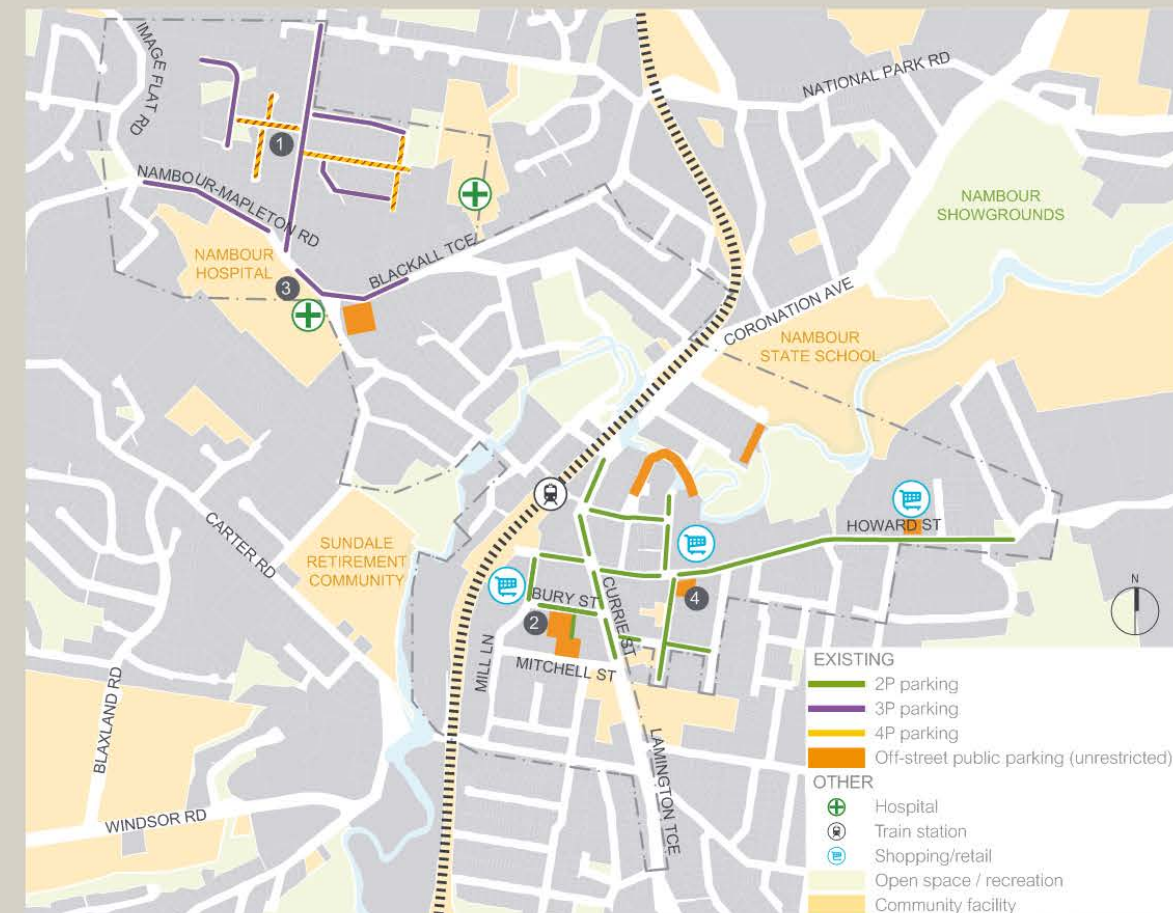 IMAGE FLAT RD
NATIONAL PARK RD
1
NAMBOUR-MAPLETON RD
NAMBOUR
SHOWGROUNDS
NAMBOUR
HOSPITAL
BLACKALL TCE
3
CORONATION AVE
NAMBOUR
STATE SCHOOL
CARTER RD
HOWARD ST
SUNDALE
RETIREMENT
COMMUNITY
BURY ST
CURRIE ST
2
4
MILL LN
MITCHELL ST
BLAXLAND RD
LAMINGTON TCE
WINDSOR RD
N
EXISTING
2P parking
3P parking
4P parking
Off-street public parking (unrestricted)
OTHER
Hospital
Train station
Shopping/retail
Open space / recreation
Community facility